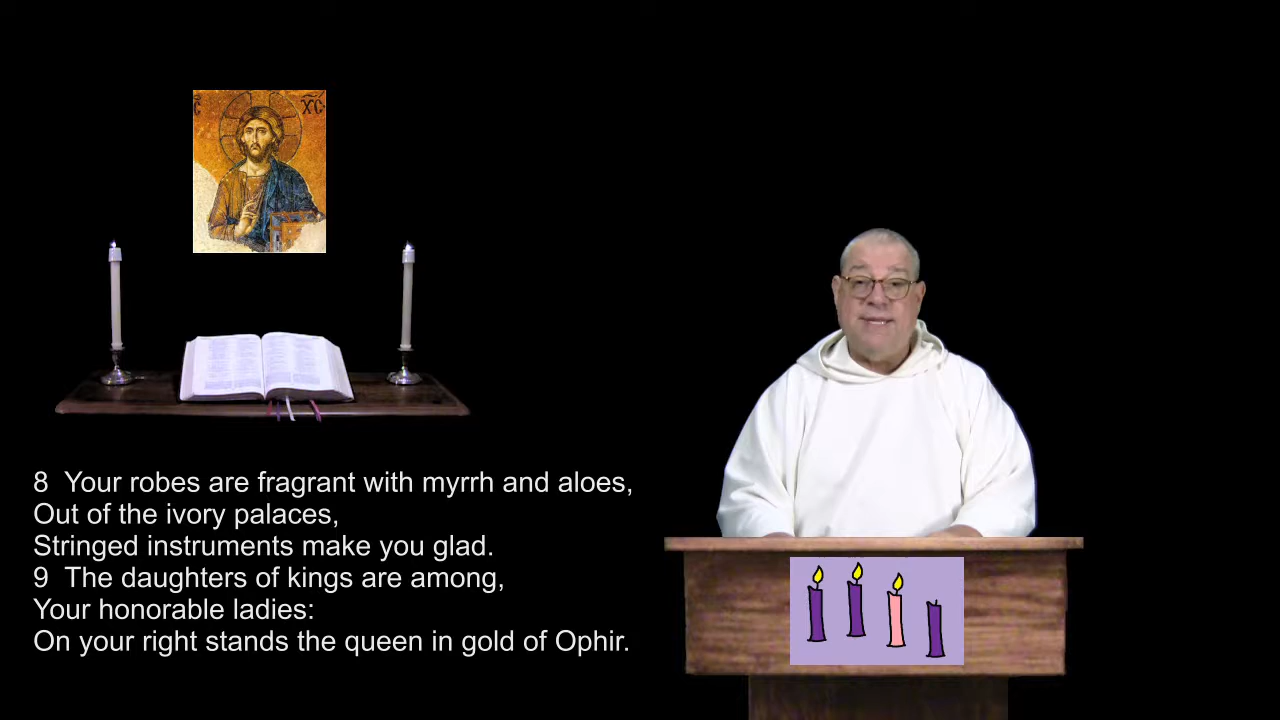 XC
8  Your robes are fragrant with myrrh and aloes,
Out of the ivory palaces,
Stringed instruments make you glad.
9  The daughters of kings are among,
Your honorable ladies:
On your right stands the queen in gold of Ophir.